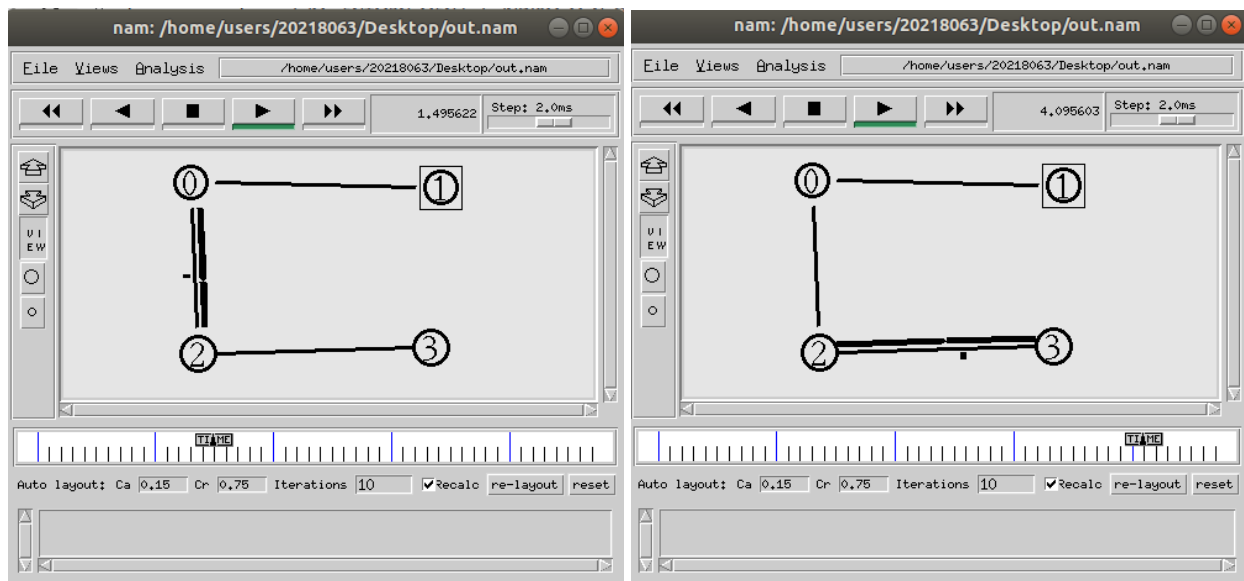 nam: /home/users/20218063/Desktop/out.nam
File Views Analysis /home/users/20218063/Desktop/out.nam
1.495622 Step: 2.0ms
0 1
VI
EW
2 3
TIME
Auto layout: Ca 0.15 Cr 0.75 Iterations 10 Recalc re-layout reset
nam: /home/users/20218063/Desktop/out.nam
File Views Analysis /home/users/20218063/Desktop/out.nam
4.095603 Step: 2.0ms
0 1
VI
EW
2 3
TIME
Auto layout: Ca 0.15 Cr 0.75 Iterations 10 Recalc re-layout reset